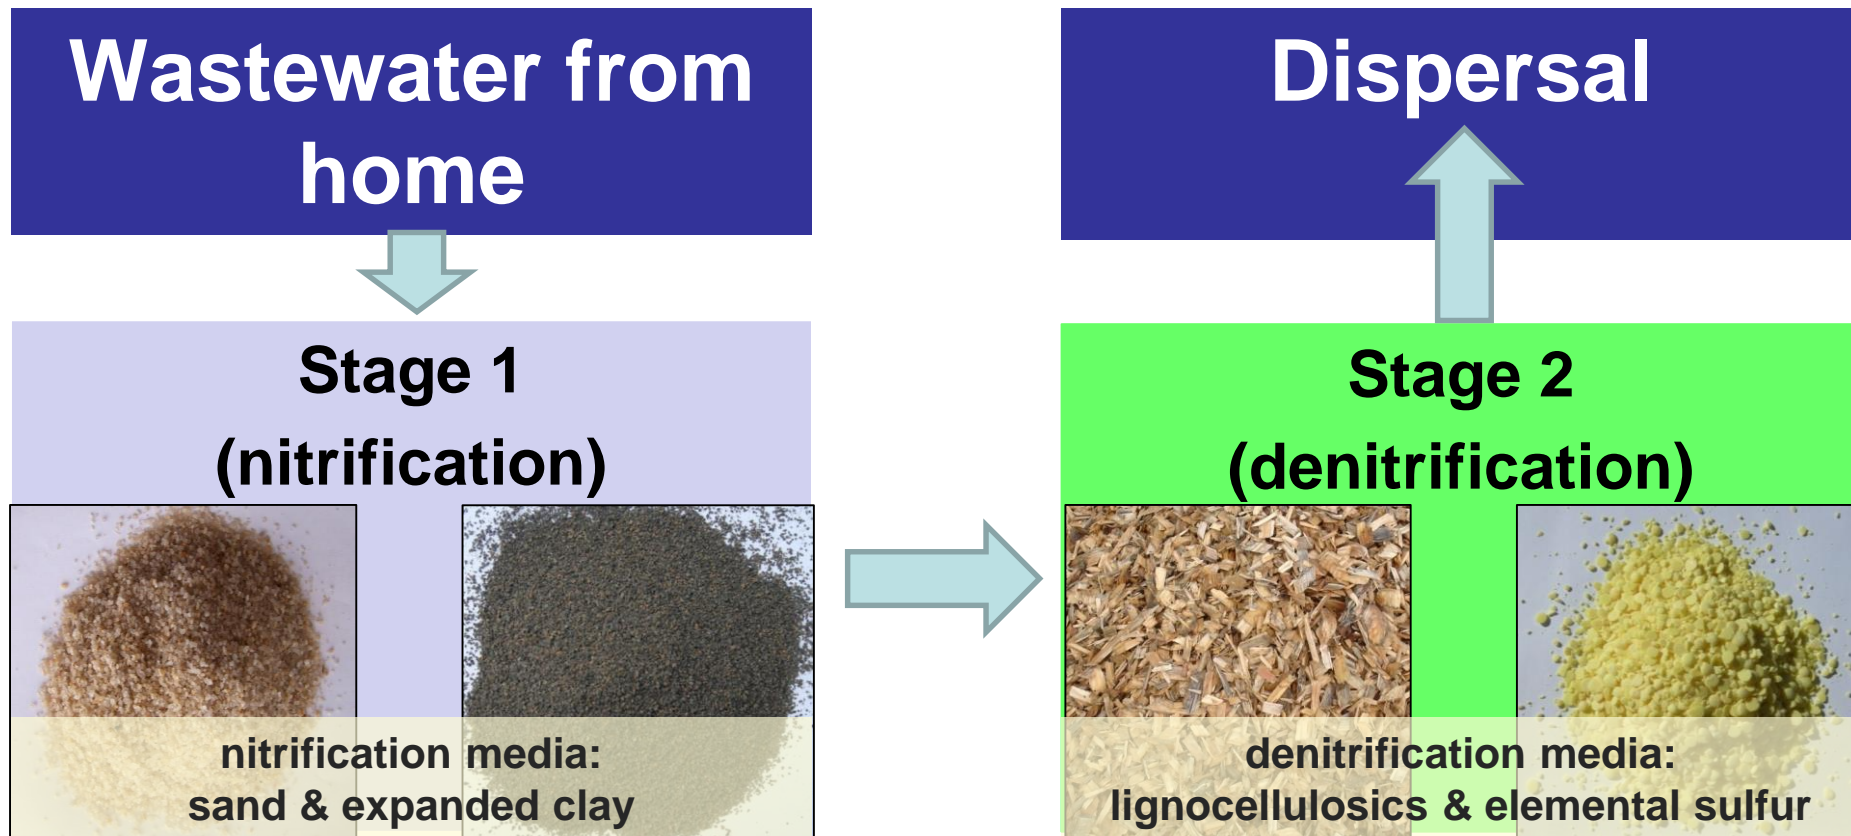 Wastewater from
home
Dispersal
Stage 1
(nitrification)
nitrification media:
sand & expanded clay
Stage 2
(denitrification)
denitrification media:
lignocellulosics & elemental sulfur